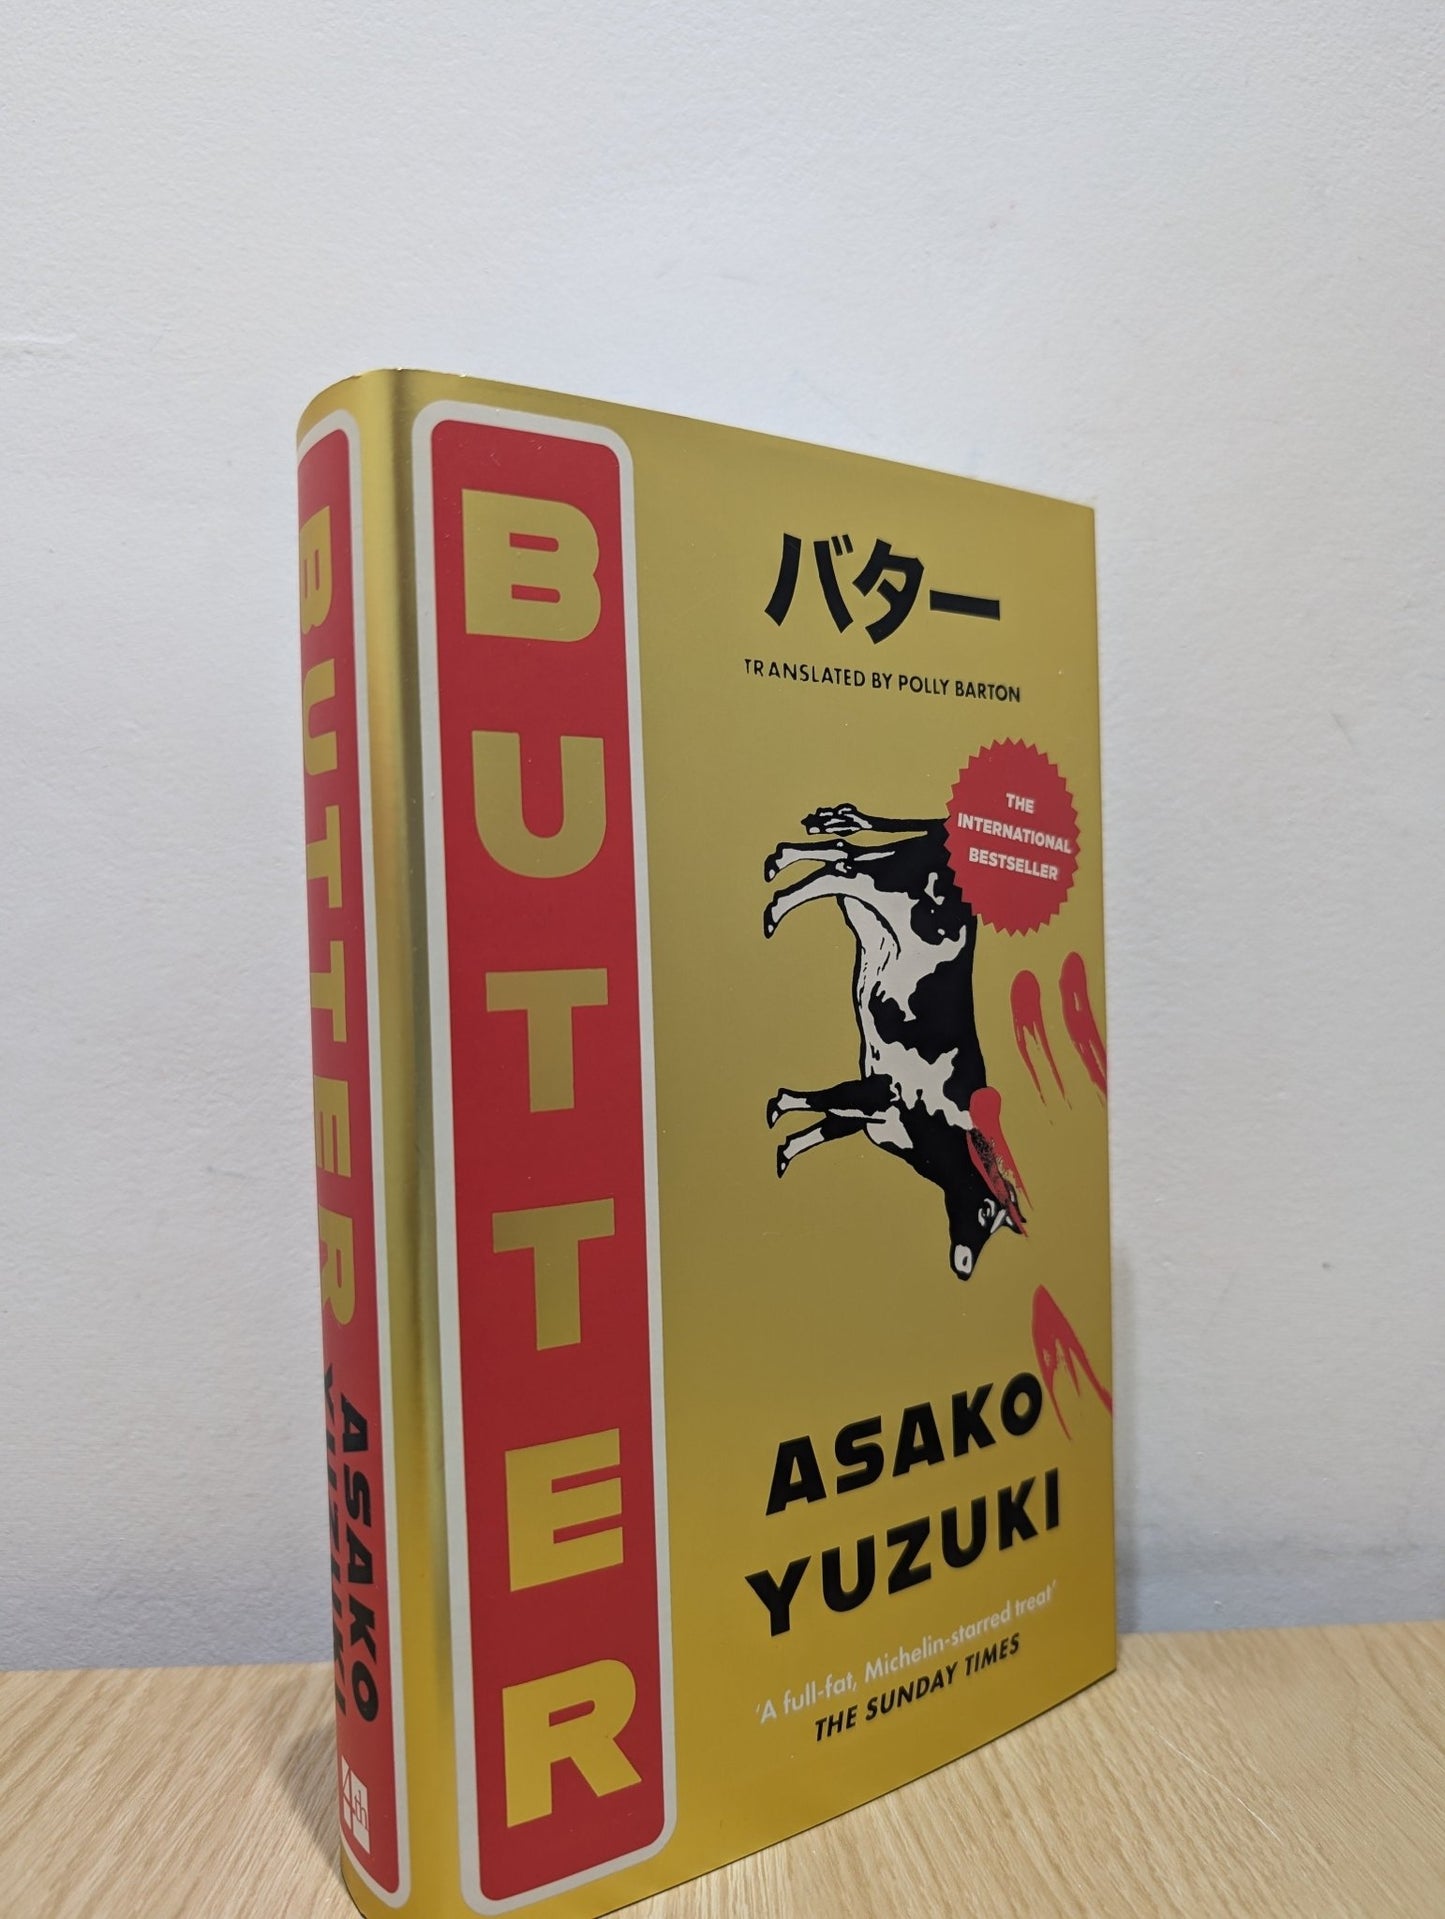 BUTTER
ASAKO
YUZUKI
4th
BUTTER
バター
TRANSLATED BY POLLY BARTON
THE
INTERNATIONAL
BESTSELLER
ASAKO
YUZUKI
'A full-fat, Michelin-starred treat'
THE SUNDAY TIMES